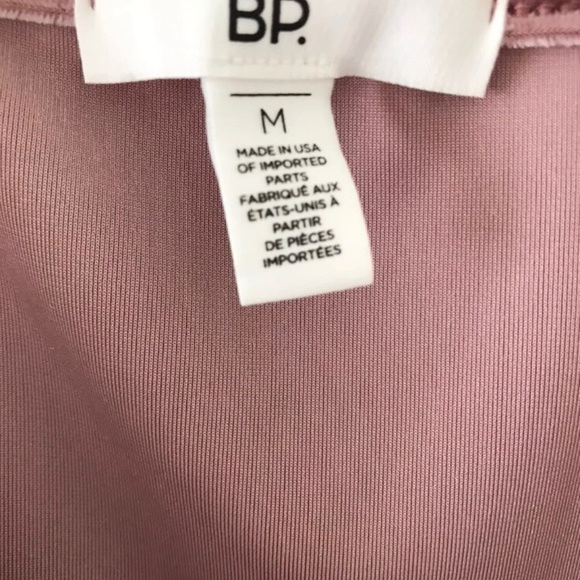 BP.
M
MADE IN USA
OF IMPORTED
PARTS
FABRIQUÉ AUX
ÉTATS-UNIS À
PARTIR
DE PIÈCES
IMPORTÉES